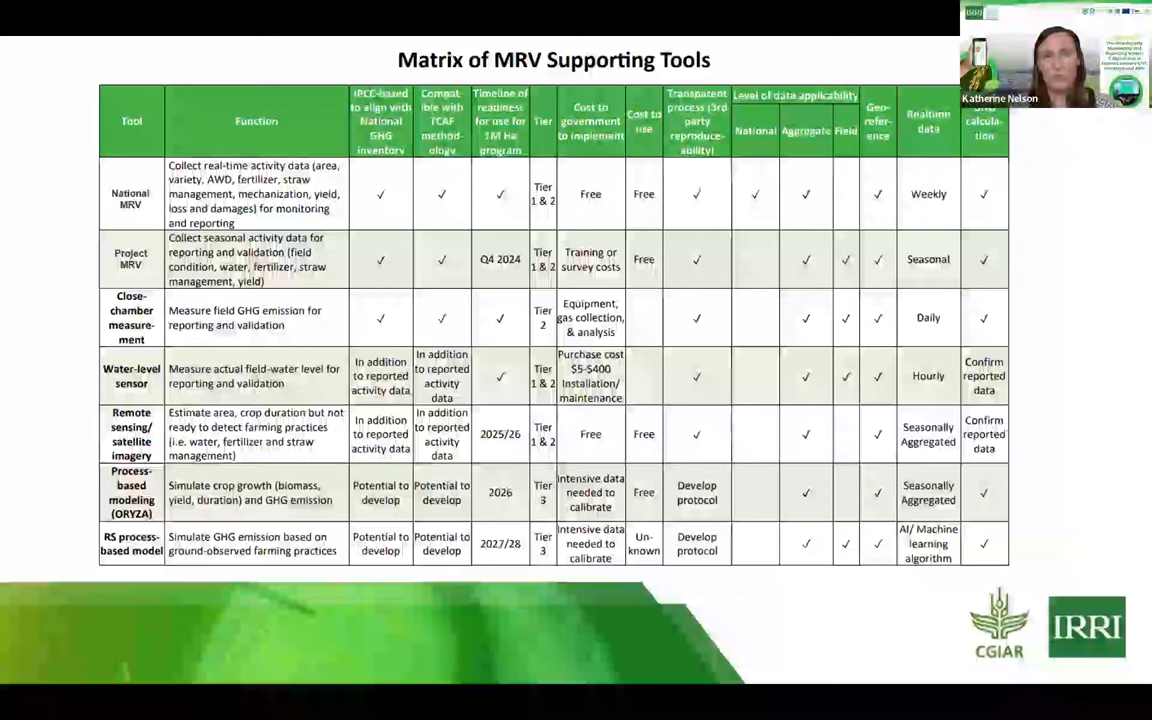 Matrix of MRV Supporting Tools
Tool
Function
IPCC-based
to align with
National
GHG
inventory
Compat-
ible with
TCAF
method-
ology
Timeline of
readiness
for use for
1M Ha
program
Tier
Cost to
government
to implement
Cost to
use
Transparent
process (3rd
party
reproduce-
ability)
Level of data applicability
National
Aggregate
Field
Geo-
refer-
ence
Realtime
data
calcula-
tion
National
MRV
Collect real-time activity data (area,
variety, AWD, fertilizer, straw
management, mechanization, yield,
loss and damages) for monitoring
and reporting
✓
✓
✓
Tier
1 & 2
Free
Free
✓
✓
✓
✓
Weekly
✓
Project
MRV
Collect seasonal activity data for
reporting and validation (field
condition, water, fertilizer, straw
management, yield)
✓
✓
Q4 2024
Tier
1 & 2
Training or
survey costs
Free
✓
✓
✓
✓
Seasonal
✓
Close-
chamber
measure-
ment
Measure field GHG emission for
reporting and validation
✓
✓
✓
Tier
2
Equipment,
gas collection,
& analysis
✓
✓
✓
✓
Daily
✓
Water-level
sensor
Measure actual field-water level for
reporting and validation
In addition
to reported
activity data
In addition
to reported
activity
data
✓
Tier
1 & 2
Purchase cost
$5-$400
Installation/
maintenance
✓
✓
✓
✓
Hourly
Confirm
reported
data
Remote
sensing/
satellite
imagery
Estimate area, crop duration but not
ready to detect farming practices
(i.e. water, fertilizer and straw
management)
In addition
to reported
activity data
In addition
to reported
activity
data
2025/26
Tier
1 & 2
Free
Free
✓
✓
✓
Seasonally
Aggregated
Confirm
reported
data
Process-
based
modeling
(ORYZA)
Simulate crop growth (biomass,
yield, duration) and GHG emission
Potential to
develop
Potential to
develop
2026
Tier
3
Intensive data
needed to
calibrate
Free
Develop
protocol
✓
✓
Seasonally
Aggregated
✓
RS process-
based model
Simulate GHG emission based on
ground-observed farming practices
Potential to
develop
Potential to
develop
2027/28
Tier
3
Intensive data
needed to
calibrate
Un-
known
Develop
protocol
✓
✓
✓
AI/ Machine
learning
algorithm
✓
IRRI
Katherine Nelson
CGIAR
IRRI